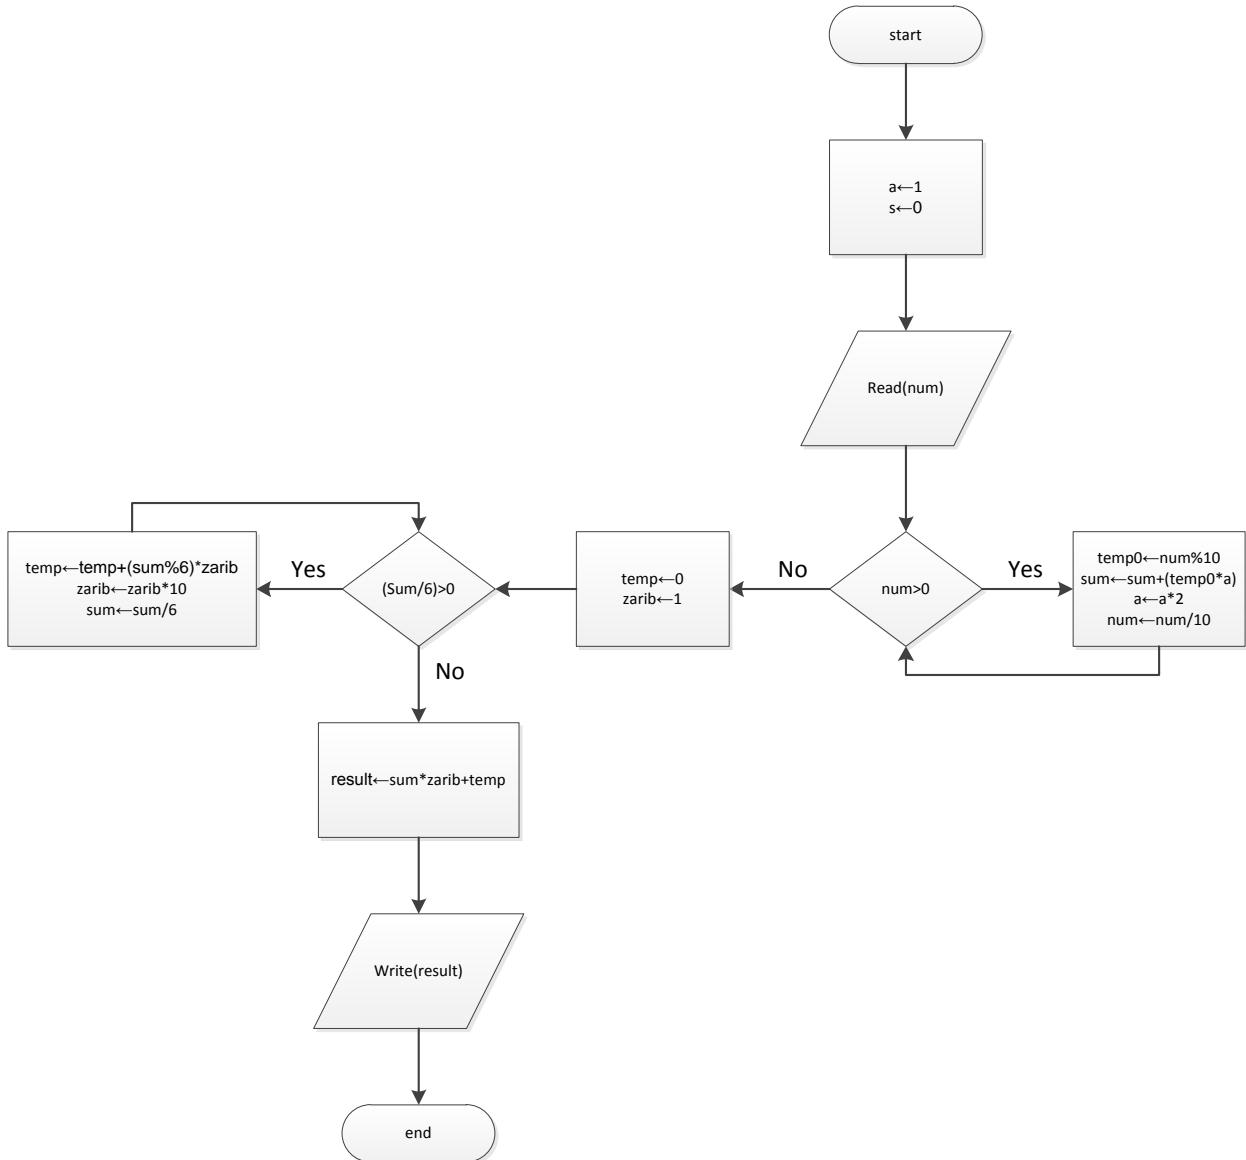 start
a←1
s←0
Read(num)
num>0
Yes
temp0←num%10
sum←sum+(temp0*a)
a←a*2
num←num/10
No
temp←0
zarib←1
(Sum/6)>0
Yes
temp←temp+(sum%6)*zarib
zarib←zarib*10
sum←sum/6
No
result←sum*zarib+temp
Write(result)
end